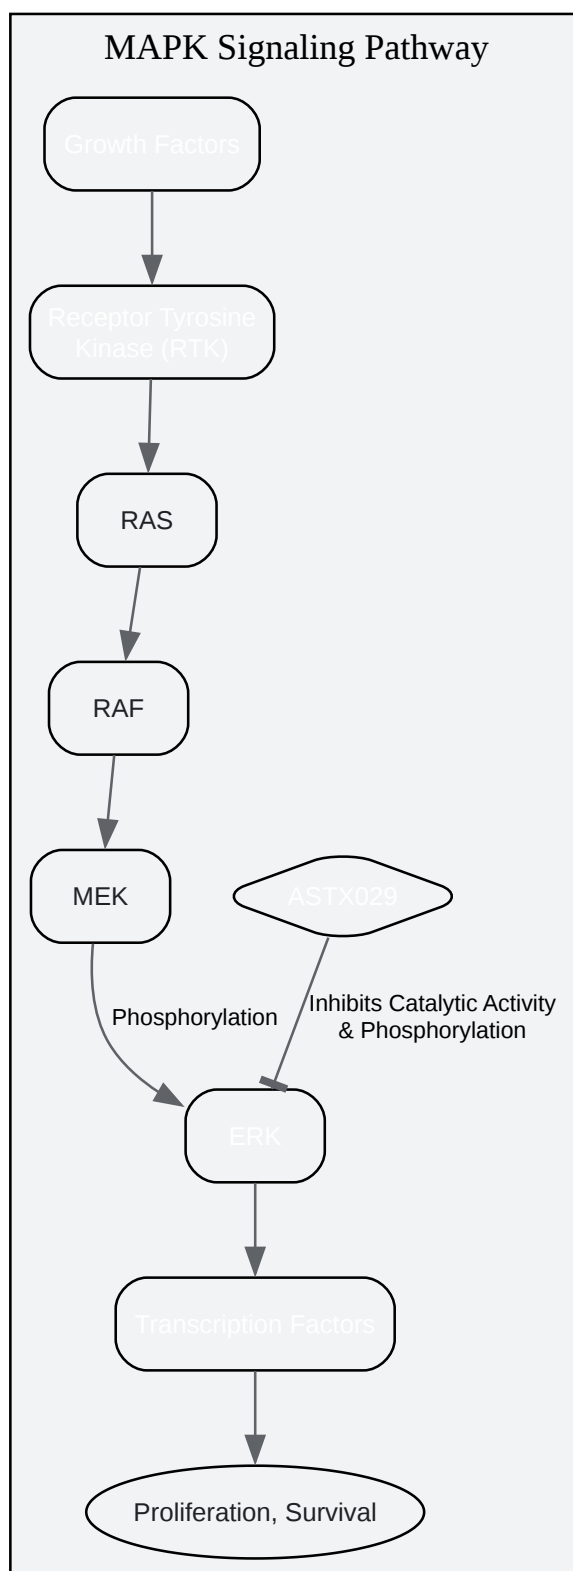 MAPK Signaling Pathway
Growth Factors
Receptor Tyrosine
Kinase (RTK)
RAS
RAF
MEK
ASTX029
Phosphorylation
Inhibits Catalytic Activity
& Phosphorylation
ERK
Transcription Factors
Proliferation, Survival